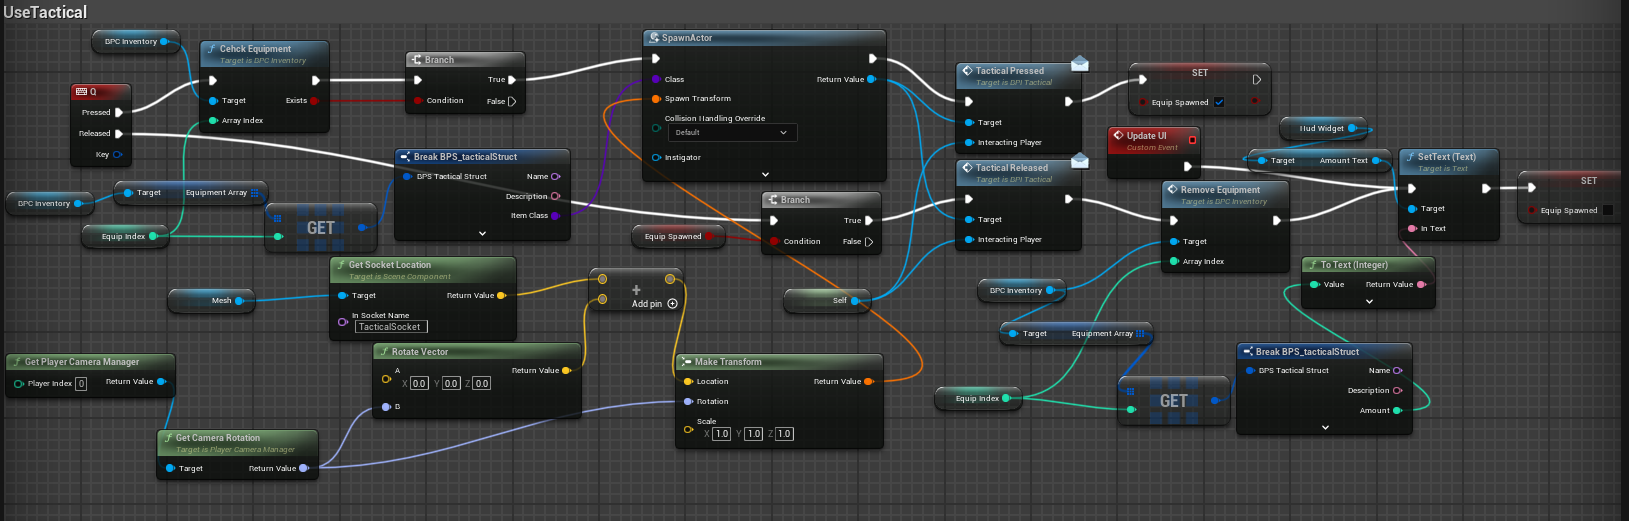 UseTactical
BPC Inventory
Cehck Equipment
Target is BPC Inventory
Target
Exists
Array Index
Q
Pressed
Released
Key
Branch
True
Condition
False
SpawnActor
Class
Return Value
Spawn Transform
Collision Handling Override
Default
Instigator
Tactical Pressed
Target is DPI Tactical
Target
Interacting Player
SET
Equip Spawned
Update UI
Custom Event
Hud Widget
Target
Amount Text
SetText (Text)
Target is Text
Target
In Text
SET
Equip Spawned
BPC Inventory
Target
Equipment Array
Equip Index
GET
Break BPS_tacticalStruct
BPS Tactical Struct
Name
Description
Item Class
Equip Spawned
Branch
True
Condition
False
Tactical Released
Target is DPI Tactical
Target
Interacting Player
Remove Equipment
Target is DPC Inventory
Target
Array Index
Mesh
Get Socket Location
Target is Scene Component
Target
Return Value
In Socket Name
TacticalSocket
Add pin
Self
BPC Inventory
To Text (Integer)
Value
Return Value
Target
Equipment Array
Get Player Camera Manager
Player Index
0
Return Value
Rotate Vector
A
Return Value
X 0.0 Y 0.0 Z 0.0
B
Make Transform
Location
Return Value
Rotation
Scale
X 1.0 Y 1.0 Z 1.0
Equip Index
GET
Break BPS_tacticalStruct
BPS Tactical Struct
Name
Description
Amount
Get Camera Rotation
Target is Player Camera Manager
Target
Return Value